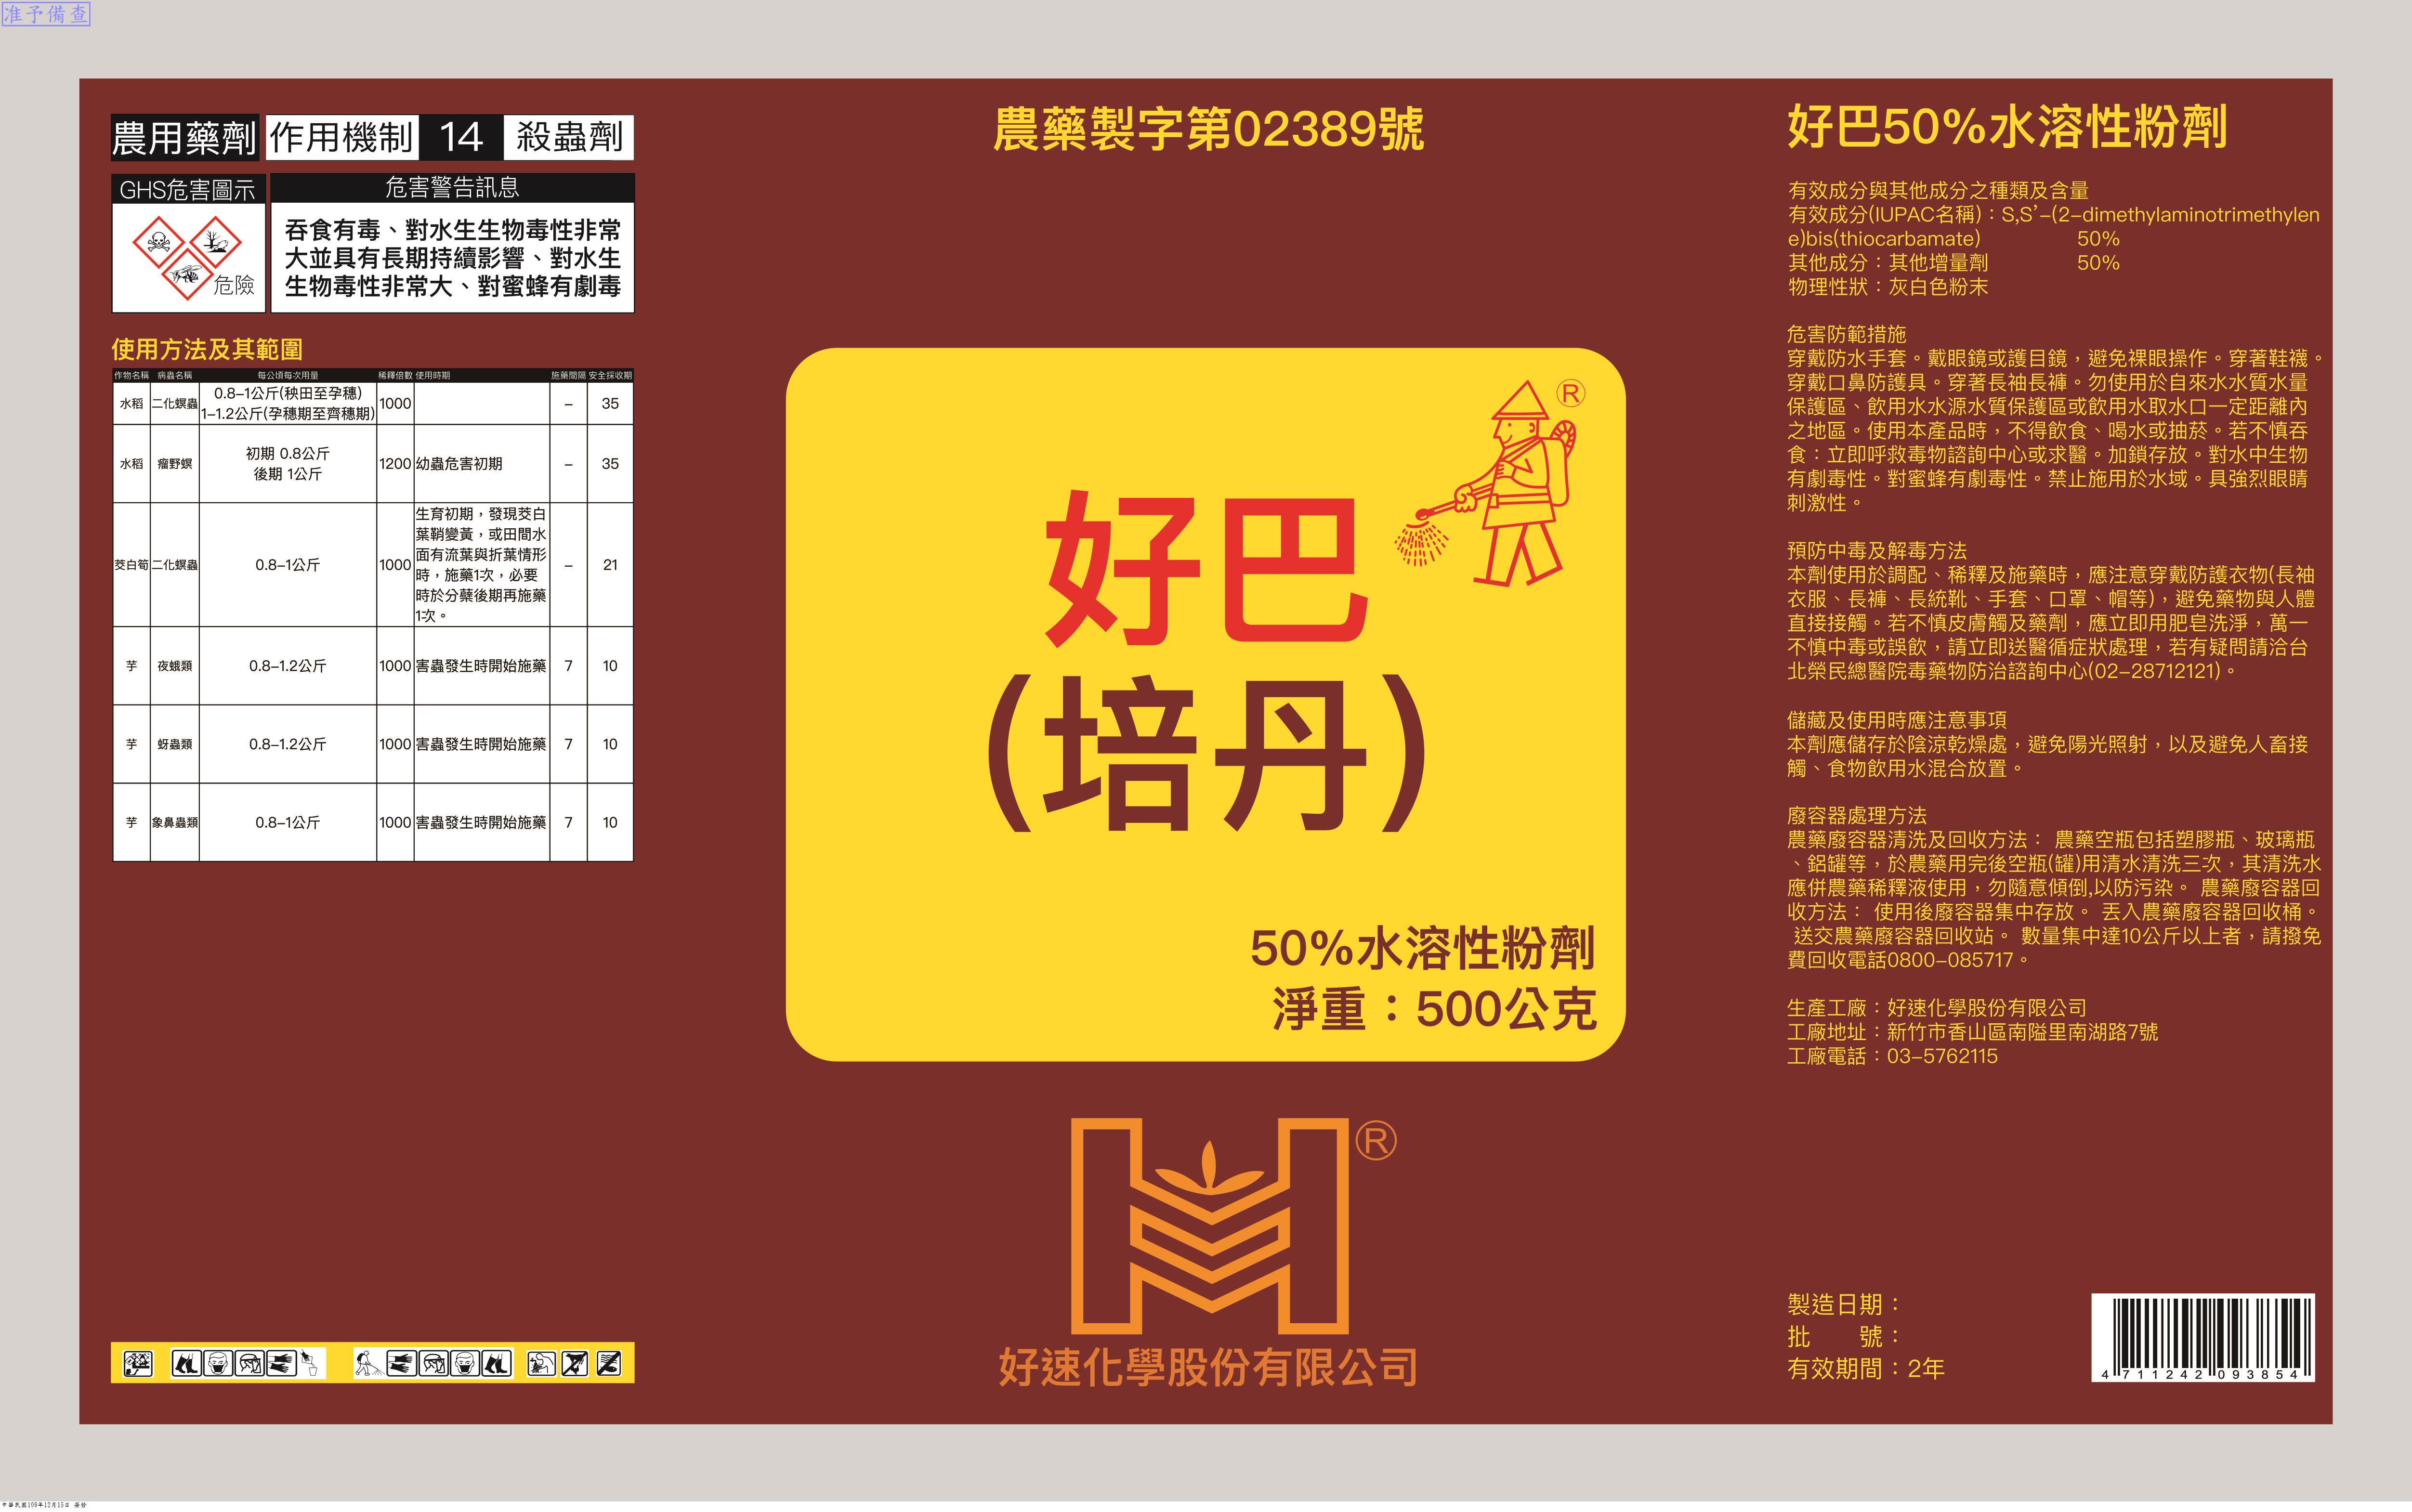 准予備查
農用藥劑 作用機制 14 殺蟲劑
GHS危害圖示
危險
危害警告訊息
吞食有毒、對水生生物毒性非常
大並具有長期持續影響、對水生
生物毒性非常大、對蜜蜂有劇毒
使用方法及其範圍
作物名稱 病蟲名稱 每公頃每次用量 稀釋倍數 使用時期 施藥間隔 安全採收期
水稻 二化螟蟲 0.8-1公斤(秧田至孕穗) 1000 - 35
1-1.2公斤(孕穗期至齊穗期)
水稻 瘤野螟 初期 0.8公斤 1200 幼蟲危害初期 - 35
後期 1公斤
茭白筍 二化螟蟲 0.8-1公斤 1000 生育初期，發現茭白 - 21
葉鞘變黃，或田間水
面有流葉與折葉情形
時，施藥1次，必要
時於分蘗後期再施藥
1次。
芋 夜蛾類 0.8-1.2公斤 1000 害蟲發生時開始施藥 7 10
芋 蚜蟲類 0.8-1.2公斤 1000 害蟲發生時開始施藥 7 10
芋 象鼻蟲類 0.8-1公斤 1000 害蟲發生時開始施藥 7 10
農藥製字第02389號
®
好巴
(培丹)
50%水溶性粉劑
淨重：500公克
®
好速化學股份有限公司
好巴50%水溶性粉劑
有效成分與其他成分之種類及含量
有效成分(IUPAC名稱)：S,S'-(2-dimethylaminotrimethylen
e)bis(thiocarbamate) 50%
其他成分：其他增量劑 50%
物理性狀：灰白色粉末
危害防範措施
穿戴防水手套。戴眼鏡或護目鏡，避免裸眼操作。穿著鞋襪。
穿戴口鼻防護具。穿著長袖長褲。勿使用於自來水水質水量
保護區、飲用水水源水質保護區或飲用水取水口一定距離內
之地區。使用本產品時，不得飲食、喝水或抽菸。若不慎吞
食：立即呼救毒物諮詢中心或求醫。加鎖存放。對水中生物
有劇毒性。對蜜蜂有劇毒性。禁止施用於水域。具強烈眼睛
刺激性。
預防中毒及解毒方法
本劑使用於調配、稀釋及施藥時，應注意穿戴防護衣物(長袖
衣服、長褲、長統靴、手套、口罩、帽等)，避免藥物與人體
直接接觸。若不慎皮膚觸及藥劑，應立即用肥皂洗淨，萬一
不慎中毒或誤飲，請立即送醫循症狀處理，若有疑問請洽台
北榮民總醫院毒藥物防治諮詢中心(02-28712121)。
儲藏及使用時應注意事項
本劑應儲存於陰涼乾燥處，避免陽光照射，以及避免人畜接
觸、食物飲用水混合放置。
廢容器處理方法
農藥廢容器清洗及回收方法： 農藥空瓶包括塑膠瓶、玻璃瓶
、鋁罐等，於農藥用完後空瓶(罐)用清水清洗三次，其清洗水
應併農藥稀釋液使用，勿隨意傾倒,以防污染。 農藥廢容器回
收方法： 使用後廢容器集中存放。 丟入農藥廢容器回收桶。
送交農藥廢容器回收站。 數量集中達10公斤以上者，請撥免
費回收電話0800-085717。
生產工廠：好速化學股份有限公司
工廠地址：新竹市香山區南隘里南湖路7號
工廠電話：03-5762115
製造日期：
批 號：
有效期間：2年
4 711242 093854
中華民國109年12月15日 簽發